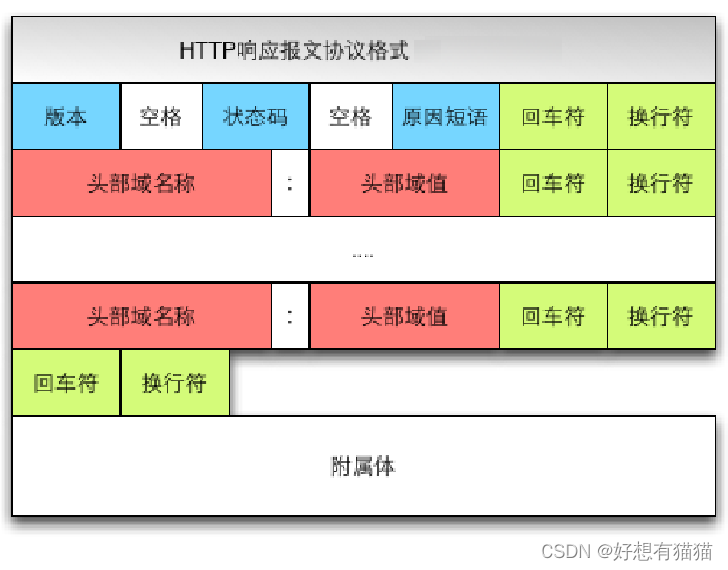 HTTP响应报文协议格式
版本 空格 状态码 空格 原因短语 回车符 换行符
头部域名称 : 头部域值 回车符 换行符
.....
头部域名称 : 头部域值 回车符 换行符
回车符 换行符
附属体
CSDN @好想有猫猫